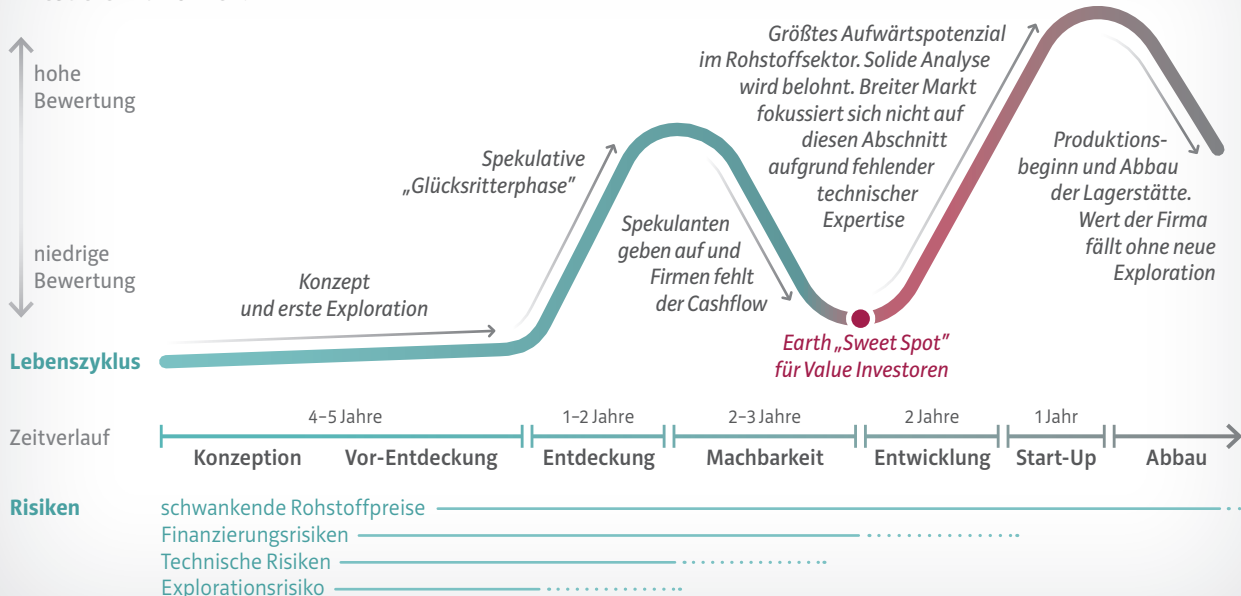 hohe
Bewertung
niedrige
Bewertung
Konzept
und erste Exploration
Spekulative
„Glücksritterphase”
Spekulanten
geben auf und
Firmen fehlt
der Cashflow
Größtes Aufwärtspotenzial
im Rohstoffsektor. Solide Analyse
wird belohnt. Breiter Markt
fokussiert sich nicht auf
diesen Abschnitt
aufgrund fehlender
technischer
Expertise
Produktions-
beginn und Abbau
der Lagerstätte.
Wert der Firma
fällt ohne neue
Exploration
Earth „Sweet Spot”
für Value Investoren
Lebenszyklus
Zeitverlauf
4–5 Jahre
1–2 Jahre
2–3 Jahre
2 Jahre
1 Jahr
Konzeption
Vor-Entdeckung
Entdeckung
Machbarkeit
Entwicklung
Start-Up
Abbau
Risiken
schwankende Rohstoffpreise
Finanzierungsrisiken
Technische Risiken
Explorationsrisiko